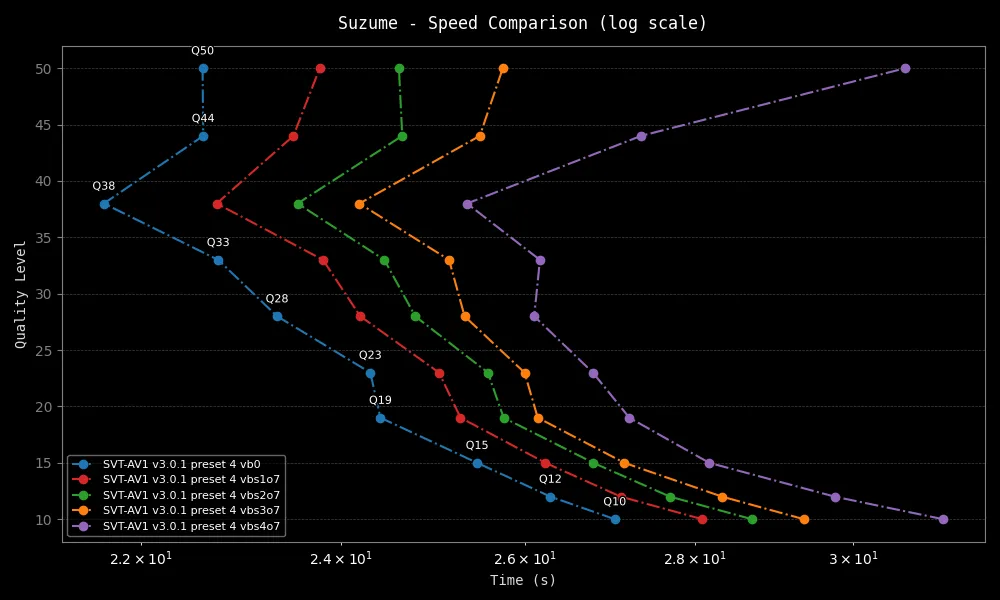 Suzume - Speed Comparison (log scale)
Quality Level
50
45
40
35
30
25
20
15
10
Q50
Q44
Q38
Q33
Q28
Q23
Q19
Q15
Q12
Q10
SVT-AV1 v3.0.1 preset 4 vb0
SVT-AV1 v3.0.1 preset 4 vbs1o7
SVT-AV1 v3.0.1 preset 4 vbs2o7
SVT-AV1 v3.0.1 preset 4 vbs3o7
SVT-AV1 v3.0.1 preset 4 vbs4o7
2.2 × 10¹
2.4 × 10¹
2.6 × 10¹
2.8 × 10¹
3 × 10¹
Time (s)